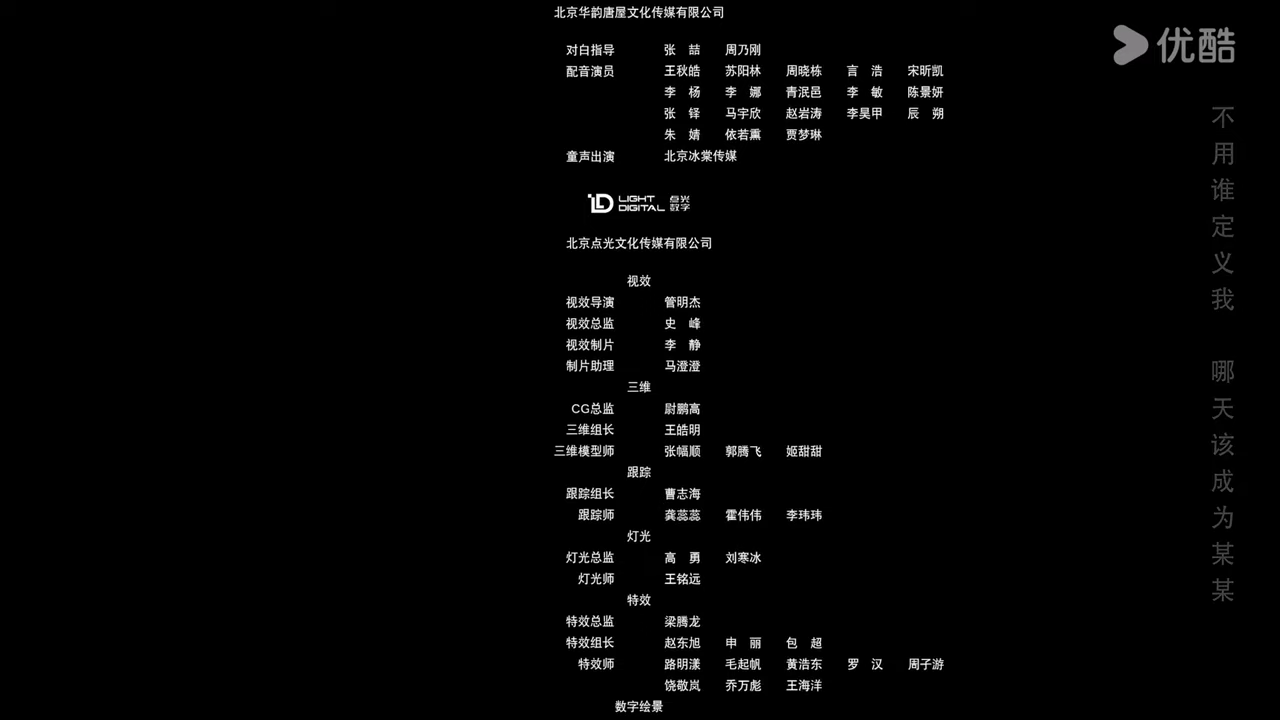 北京华韵唐屋文化传媒有限公司
对白指导 张 喆 周乃刚
配音演员 王秋皓 苏阳林 周晓栋 言 浩 宋昕凯
李 杨 李 娜 青泯邑 李 敏 陈景妍
张 铎 马宇欣 赵岩涛 李昊甲 辰 朔
朱 婧 依若熏 贾梦琳
童声出演 北京冰棠传媒
LIGHT DIGITAL 点光数字
北京点光文化传媒有限公司
视效
视效导演 管明杰
视效总监 史 峰
视效制片 李 静
制片助理 马澄澄
三维
CG总监 尉鹏高
三维组长 王皓明
三维模型师 张幅顺 郭腾飞 姬甜甜
跟踪
跟踪组长 曹志海
跟踪师 龚蕊蕊 霍伟伟 李玮玮
灯光
灯光总监 高 勇 刘寒冰
灯光师 王铭远
特效
特效总监 梁腾龙
特效组长 赵东旭 申 丽 包 超
特效师 路明漾 毛起帆 黄浩东 罗 汉 周子游
饶敬岚 乔万彪 王海洋
数字绘景
优酷
不用谁定义我 哪天该成为某某